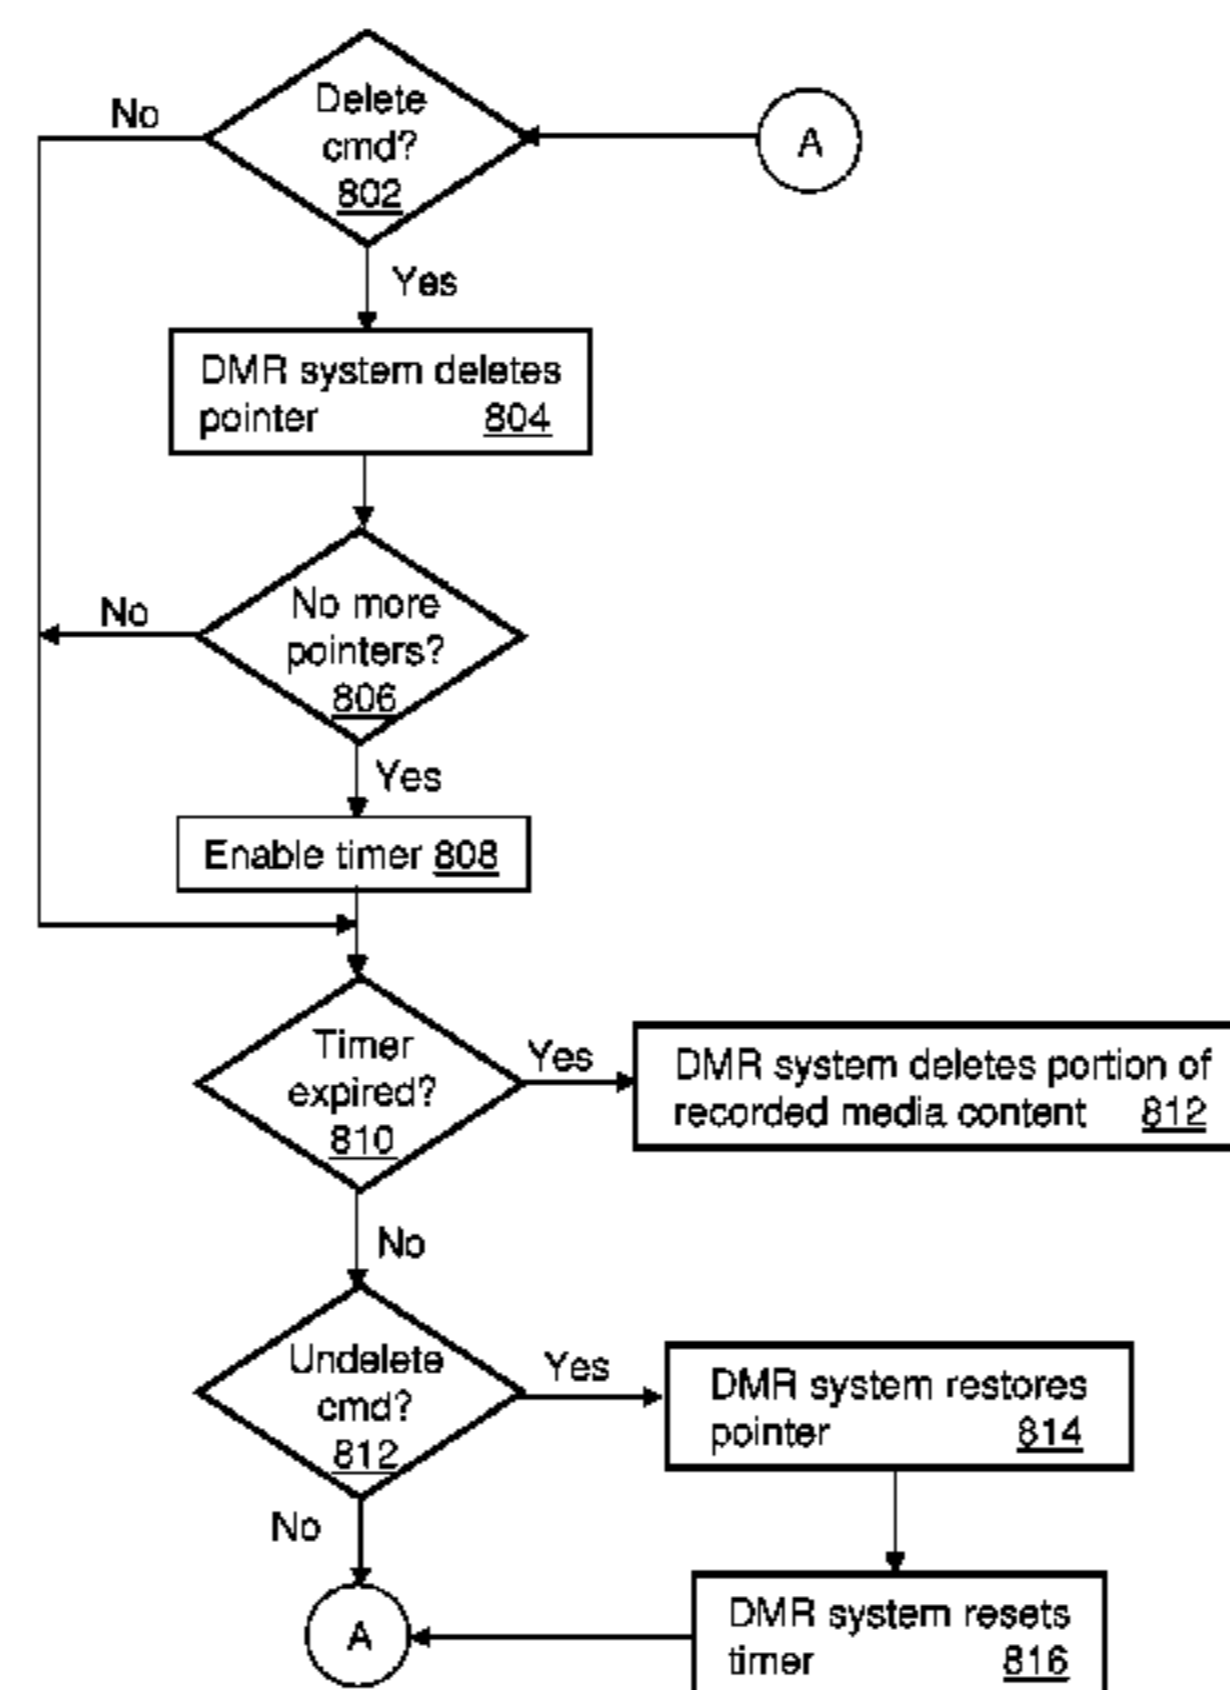 No
Delete
cmd?
802
A
Yes
DMR system deletes
pointer 804
No
No more
pointers?
806
Yes
Enable timer 808
Timer
expired?
810
Yes
DMR system deletes portion of
recorded media content 812
No
Undelete
cmd?
812
Yes
DMR system restores
pointer 814
No
A
DMR system resets
timer 816